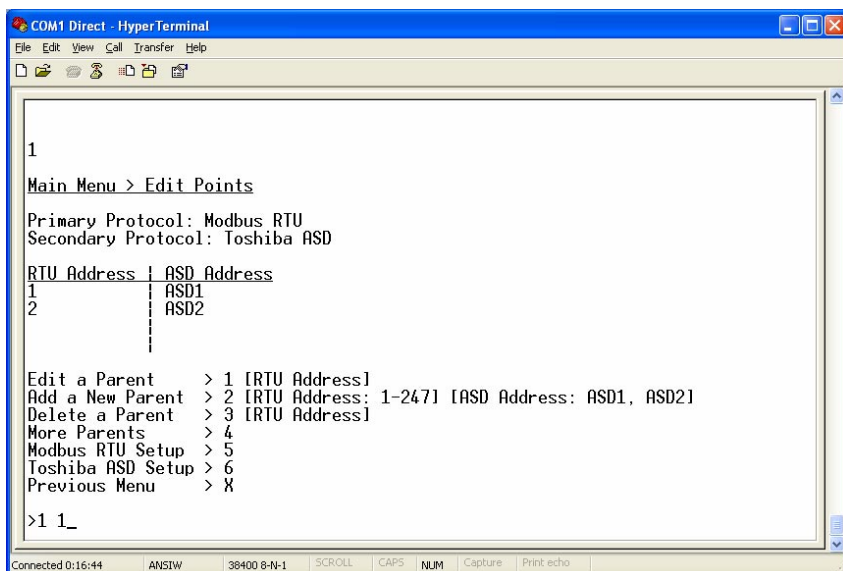 COM1 Direct - HyperTerminal
File Edit View Call Transfer Help
1
Main Menu > Edit Points
Primary Protocol: Modbus RTU
Secondary Protocol: Toshiba ASD
RTU Address ¦ ASD Address
1 ¦ ASD1
2 ¦ ASD2
¦
¦
Edit a Parent > 1 [RTU Address]
Add a New Parent > 2 [RTU Address: 1-247] [ASD Address: ASD1, ASD2]
Delete a Parent > 3 [RTU Address]
More Parents > 4
Modbus RTU Setup > 5
Toshiba ASD Setup > 6
Previous Menu > X
>1 1_
Connected 0:16:44 ANSIW 38400 8-N-1 SCROLL CAPS NUM Capture Print echo